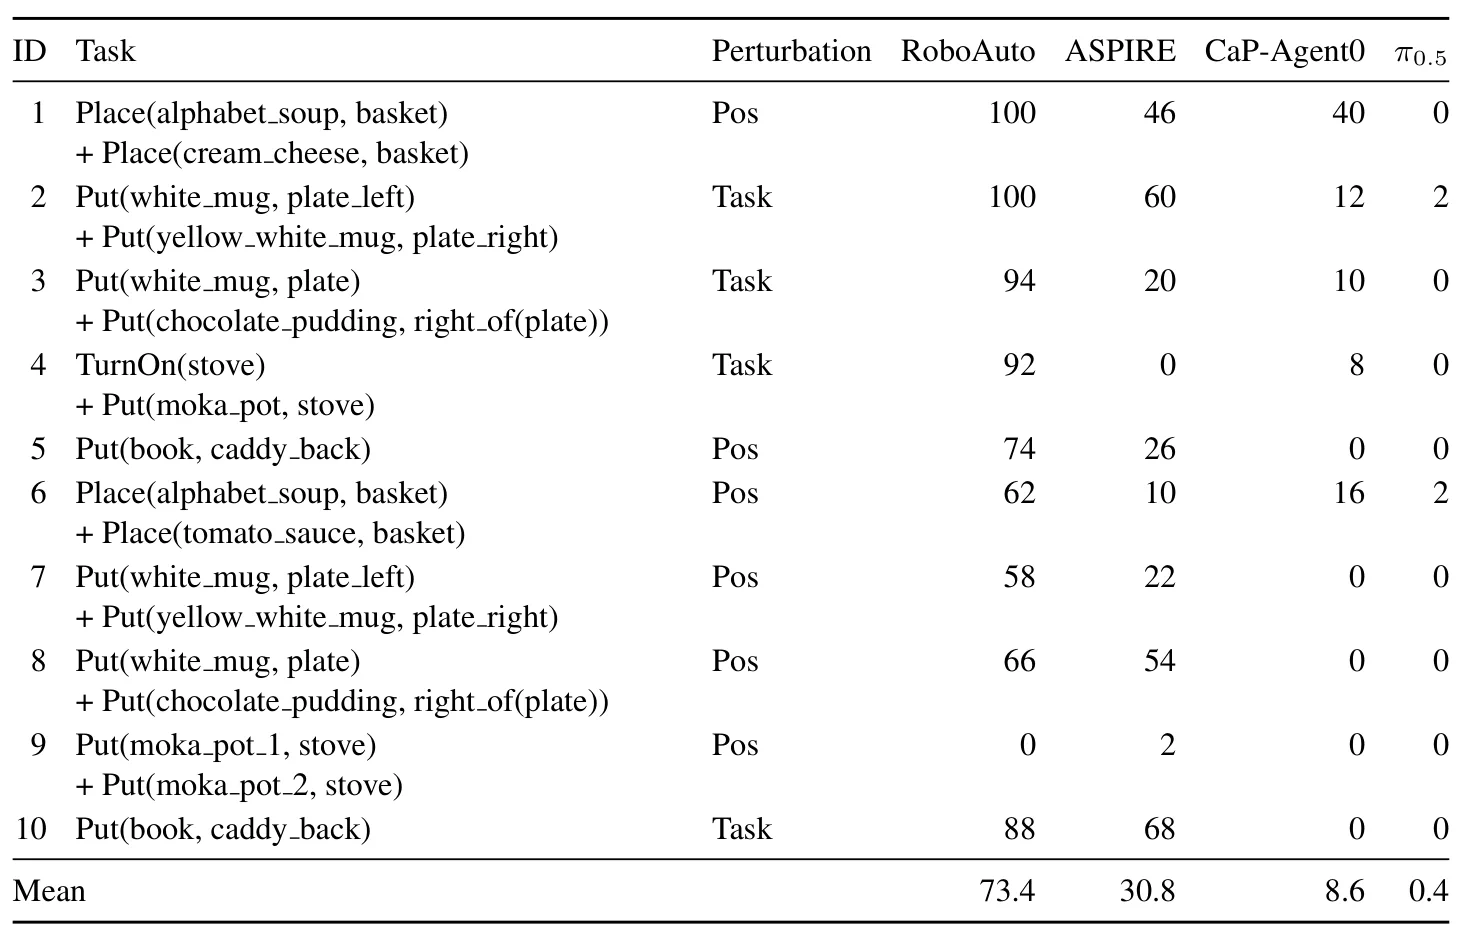 ID Task Perturbation RoboAuto ASPIRE CaP-Agent0 π0.5
1 Place(alphabet_soup, basket) Pos 100 46 40 0
+ Place(cream_cheese, basket)
2 Put(white_mug, plate_left) Task 100 60 12 2
+ Put(yellow_white_mug, plate_right)
3 Put(white_mug, plate) Task 94 20 10 0
+ Put(chocolate_pudding, right_of(plate))
4 TurnOn(stove) Task 92 0 8 0
+ Put(moka_pot, stove)
5 Put(book, caddy_back) Pos 74 26 0 0
6 Place(alphabet_soup, basket) Pos 62 10 16 2
+ Place(tomato_sauce, basket)
7 Put(white_mug, plate_left) Pos 58 22 0 0
+ Put(yellow_white_mug, plate_right)
8 Put(white_mug, plate) Pos 66 54 0 0
+ Put(chocolate_pudding, right_of(plate))
9 Put(moka_pot_1, stove) Pos 0 2 0 0
+ Put(moka_pot_2, stove)
10 Put(book, caddy_back) Task 88 68 0 0
Mean 73.4 30.8 8.6 0.4